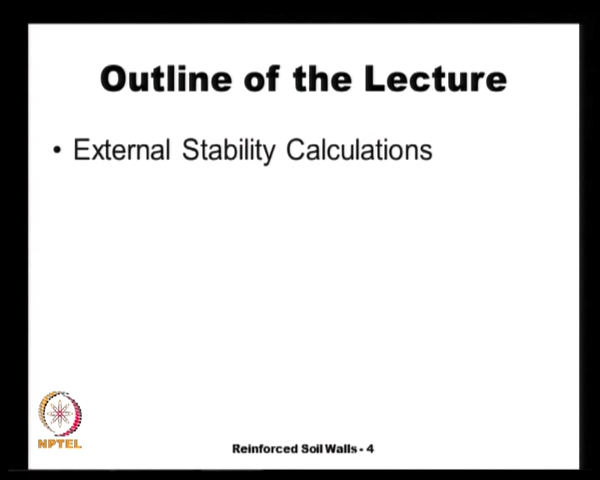 Outline of the Lecture
• External Stability Calculations
NPTEL
Reinforced Soil Walls - 4